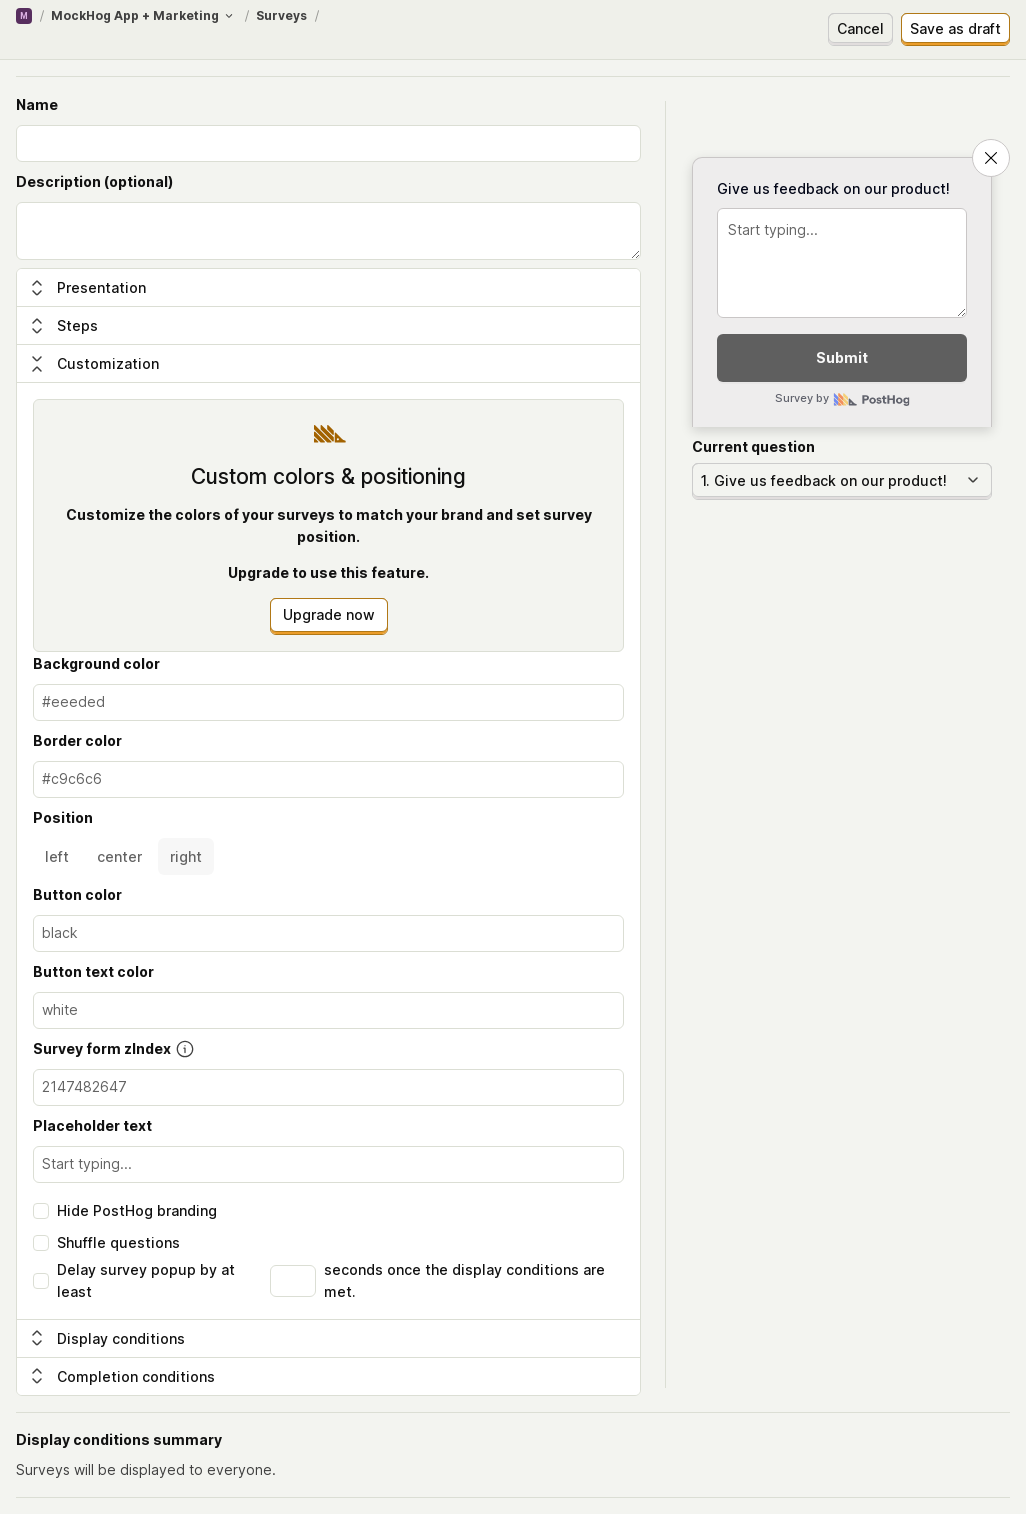 M / MockHog App + Marketing / Surveys /
Cancel
Save as draft
Name
Description (optional)
Presentation
Steps
Customization
Custom colors & positioning
Customize the colors of your surveys to match your brand and set survey
position.
Upgrade to use this feature.
Upgrade now
Background color
#eeeded
Border color
#c9c6c6
Position
left center right
Button color
black
Button text color
white
Survey form zIndex
2147482647
Placeholder text
Start typing...
Hide PostHog branding
Shuffle questions
Delay survey popup by at
least
seconds once the display conditions are
met.
Display conditions
Completion conditions
Give us feedback on our product!
Start typing...
Submit
Survey by PostHog
Current question
1. Give us feedback on our product!
Display conditions summary
Surveys will be displayed to everyone.